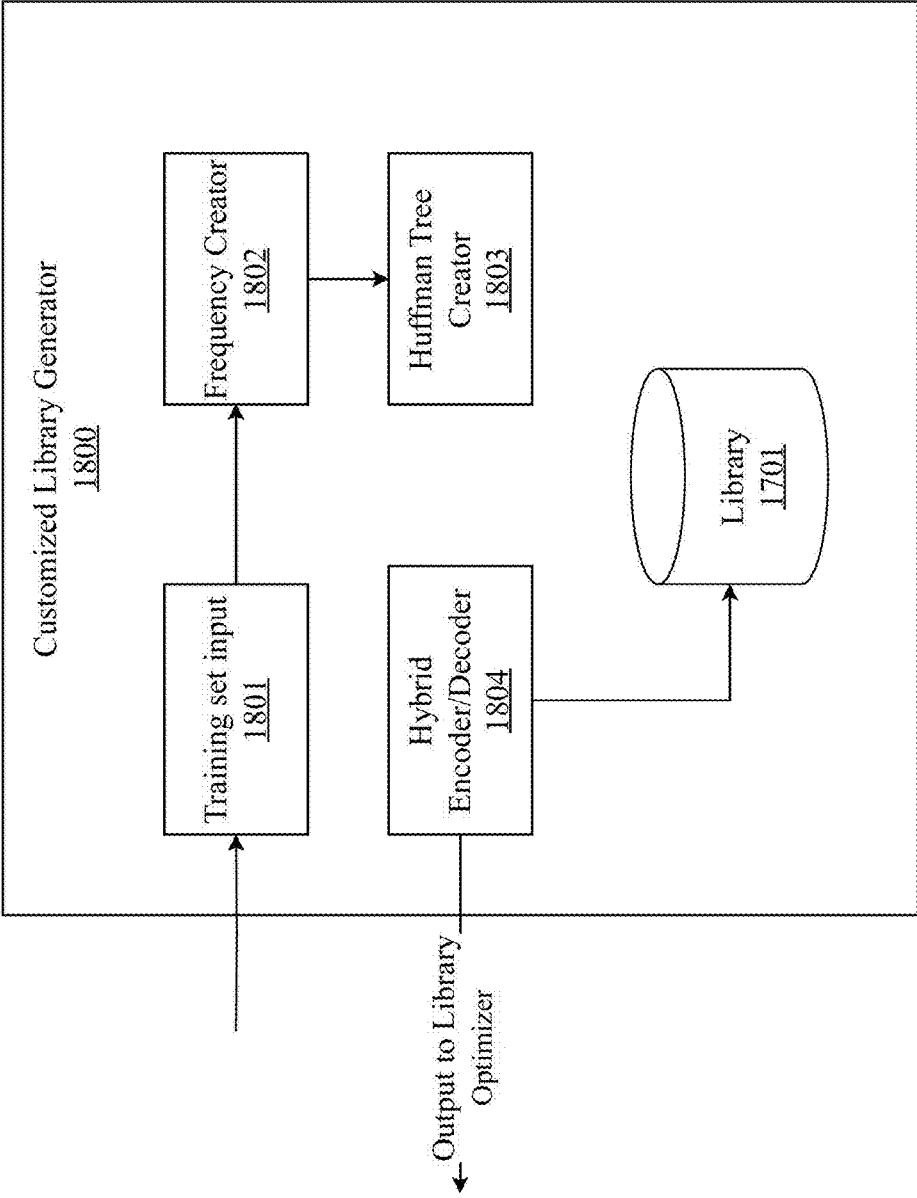 Customized Library Generator
1800
Training set input
1801
Frequency Creator
1802
Hybrid
Encoder/Decoder
1804
Huffman Tree
Creator
1803
Output to Library
Optimizer
Library
1701